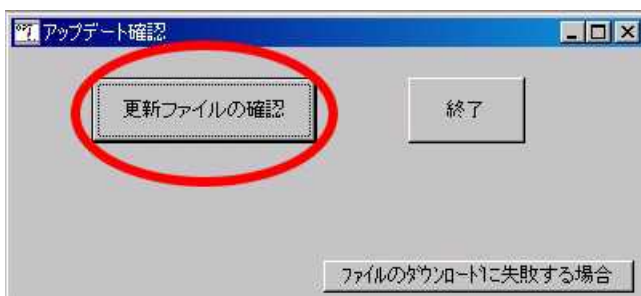 アップデート確認
更新ファイルの確認
終了
ファイルのダウンロードに失敗する場合